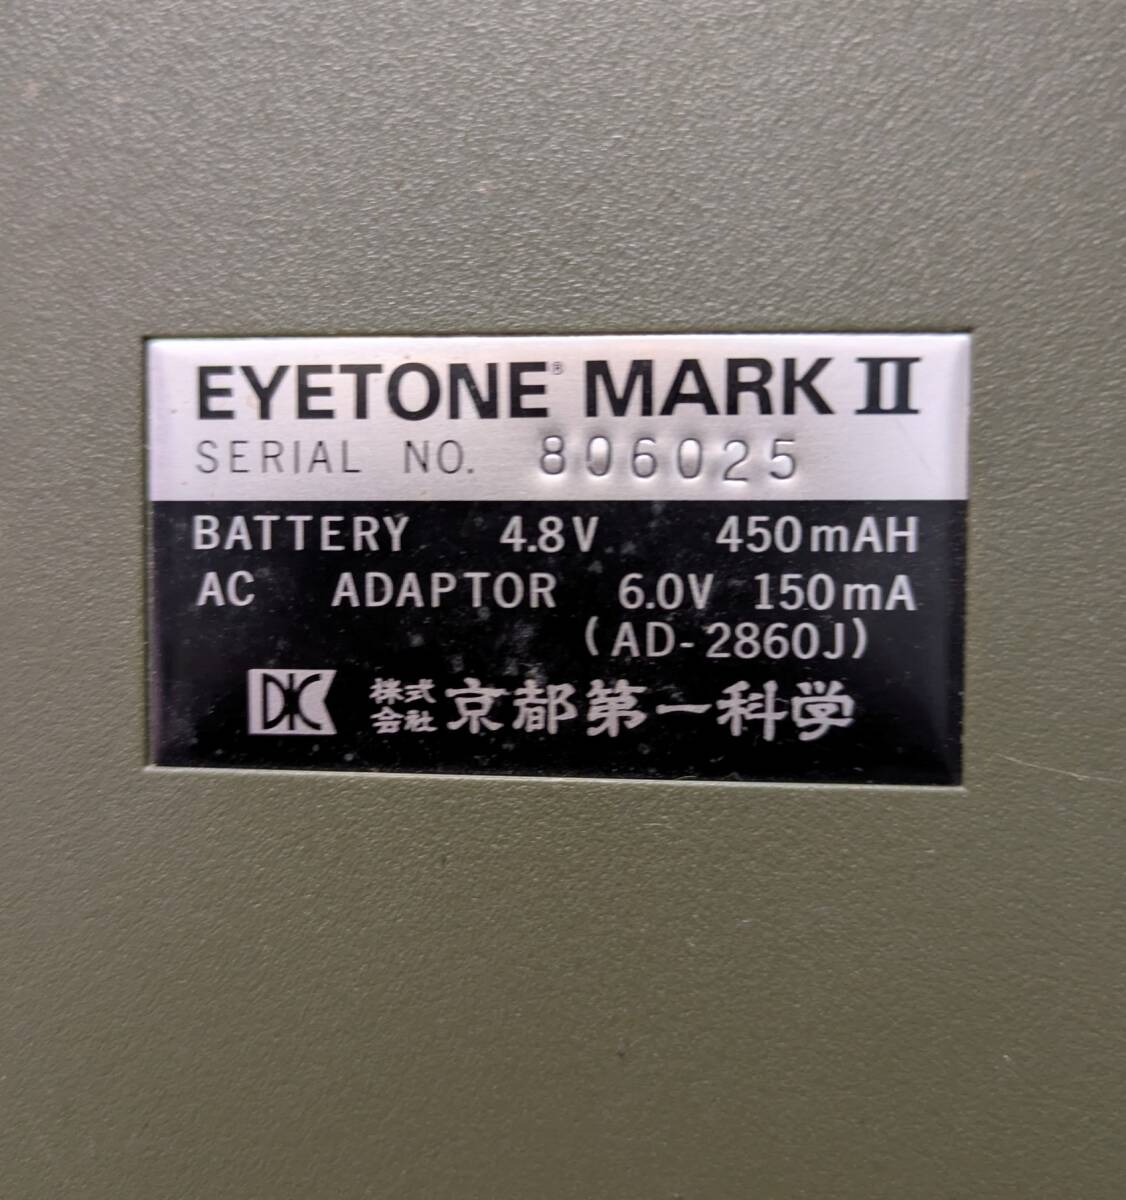 EYETONE® MARK II
SERIAL NO. 806025
BATTERY 4.8V 450mAH
AC ADAPTOR 6.0V 150mA
(AD-2860J)
DKC 株式会社 京都第一科学